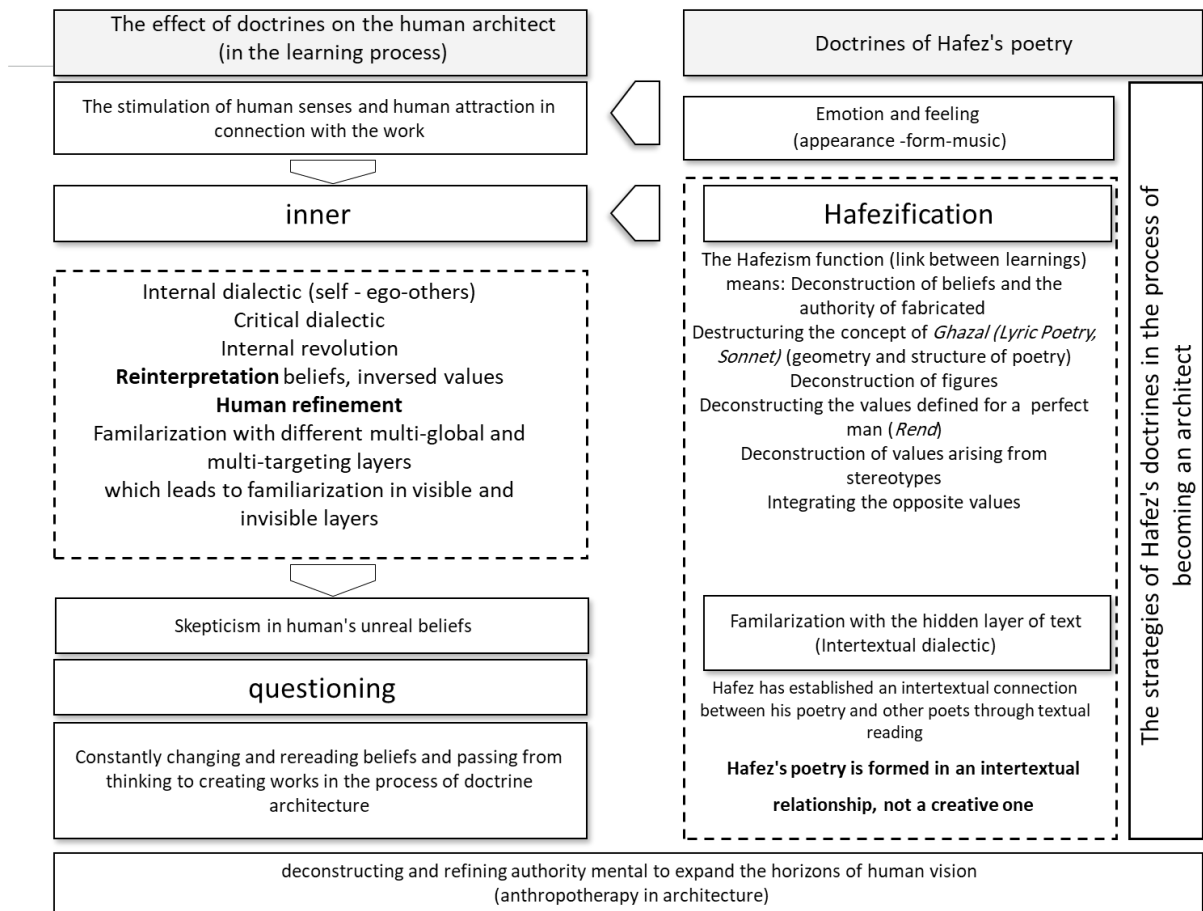 The effect of doctrines on the human architect
(in the learning process)
The stimulation of human senses and human attraction in
connection with the work
inner
Internal dialectic (self - ego-others)
Critical dialectic
Internal revolution
Reinterpretation beliefs, inversed values
Human refinement
Familarization with different multi-global and
multi-targeting layers
which leads to familiarization in visible and
invisible layers
Skepticism in human's unreal beliefs
questioning
Constantly changing and rereading beliefs and passing from
thinking to creating works in the process of doctrine
architecture
Doctrines of Hafez's poetry
Emotion and feeling
(appearance -form-music)
Hafezification
The Hafezism function (link between learnings)
means: Deconstruction of beliefs and the
authority of fabricated
Destructuring the concept of Ghazal (Lyric Poetry,
Sonnet) (geometry and structure of poetry)
Deconstruction of figures
Deconstructing the values defined for a perfect
man (Rend)
Deconstruction of values arising from
stereotypes
Integrating the opposite values
Familarization with the hidden layer of text
(Intertextual dialectic)
Hafez has established an intertextual connection
between his poetry and other poets through textual
reading
Hafez's poetry is formed in an intertextual
relationship, not a creative one
The strategies of Hafez's doctrines in the process of
becoming an architect
deconstructing and refining authority mental to expand the horizons of human vision
(anthropotherapy in architecture)